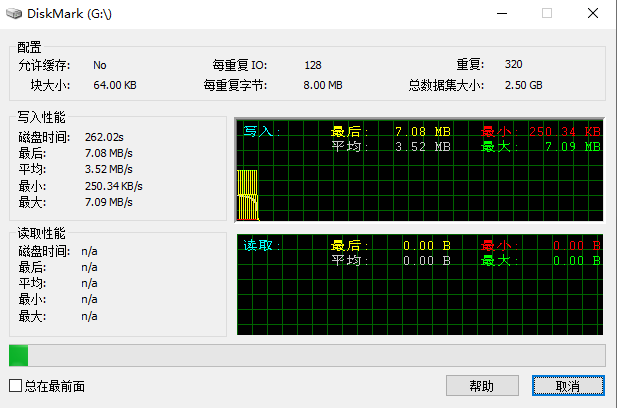 DiskMark (G:\)
配置
允许缓存: No 每重复 IO: 128 重复: 320
块大小: 64.00 KB 每重复字节: 8.00 MB 总数据集大小: 2.50 GB
写入性能
磁盘时间: 262.02s
最后: 7.08 MB/s
平均: 3.52 MB/s
最小: 250.34 KB/s
最大: 7.09 MB/s
写入: 最后: 7.08 MB 最小: 250.34 KB
平均: 3.52 MB 最大: 7.09 MB
读取性能
磁盘时间: n/a
最后: n/a
平均: n/a
最小: n/a
最大: n/a
读取: 最后: 0.00 B 最小: 0.00 B
平均: 0.00 B 最大: 0.00 B
总在最前面
帮助
取消